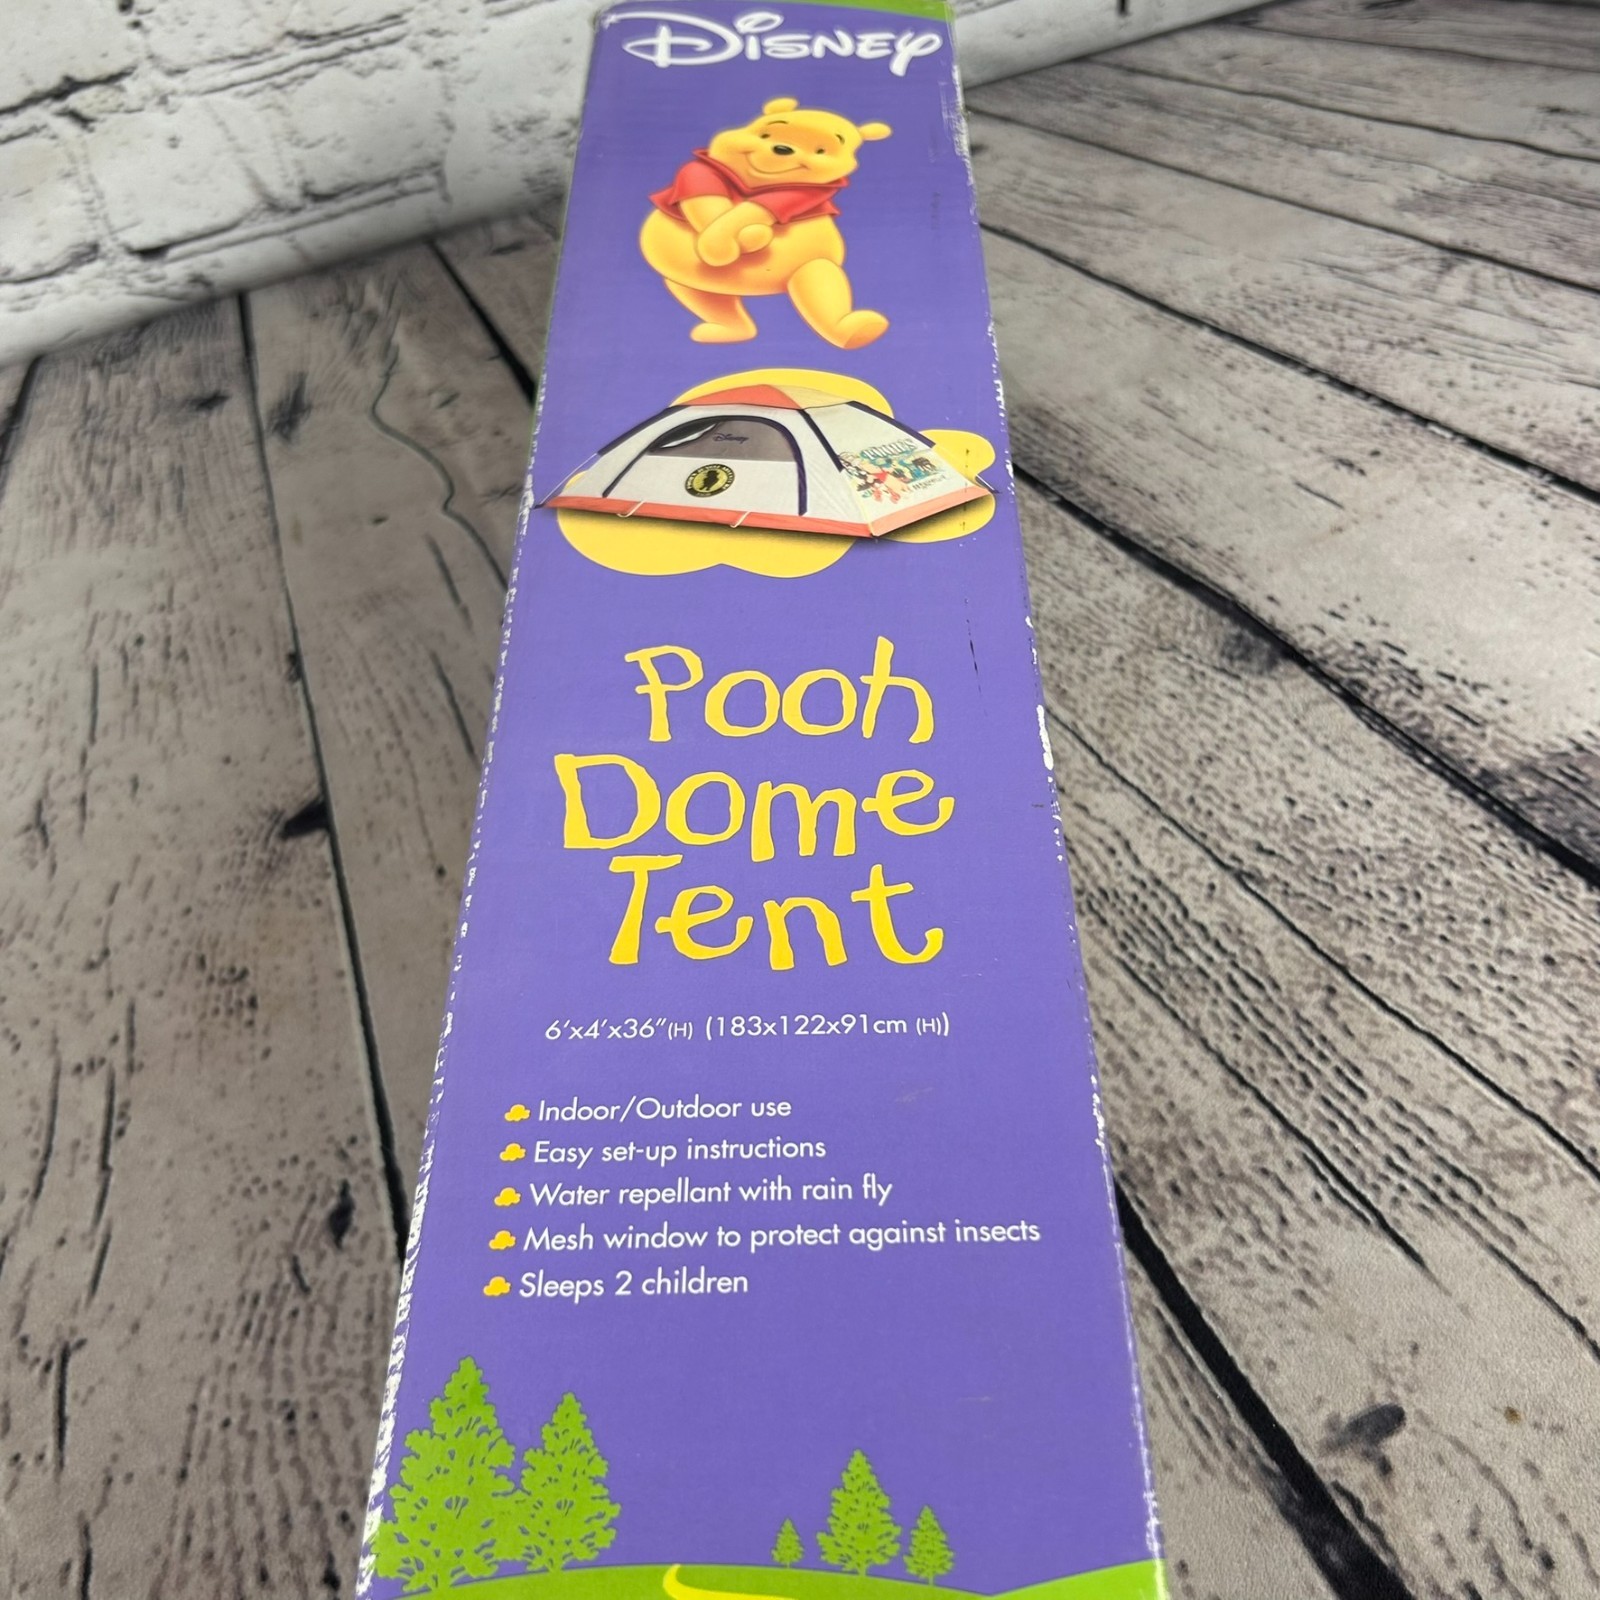 Disney
Disney
Pooh
Dome
Tent
6'x4'x36"(H) (183x122x91cm (H))
Indoor/Outdoor use
Easy set-up instructions
Water repellant with rain fly
Mesh window to protect against insects
Sleeps 2 children